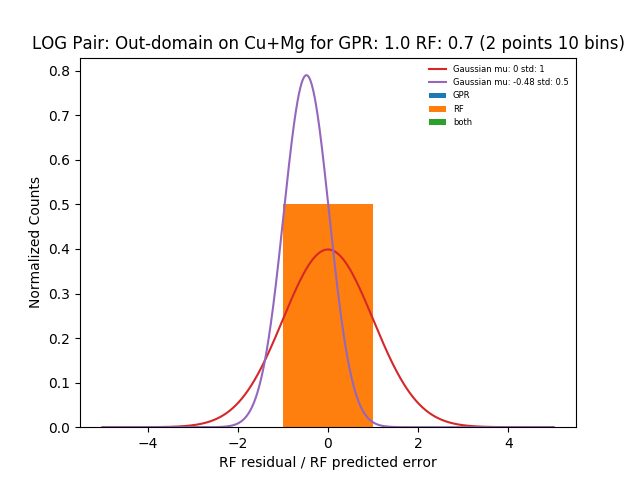 LOG Pair: Out-domain on Cu+Mg for GPR: 1.0 RF: 0.7 (2 points 10 bins)
Gaussian mu: 0 std: 1
Gaussian mu: -0.48 std: 0.5
GPR
RF
both
Normalized Counts
0.8
0.7
0.6
0.5
0.4
0.3
0.2
0.1
0.0
−4 −2 0 2 4
RF residual / RF predicted error